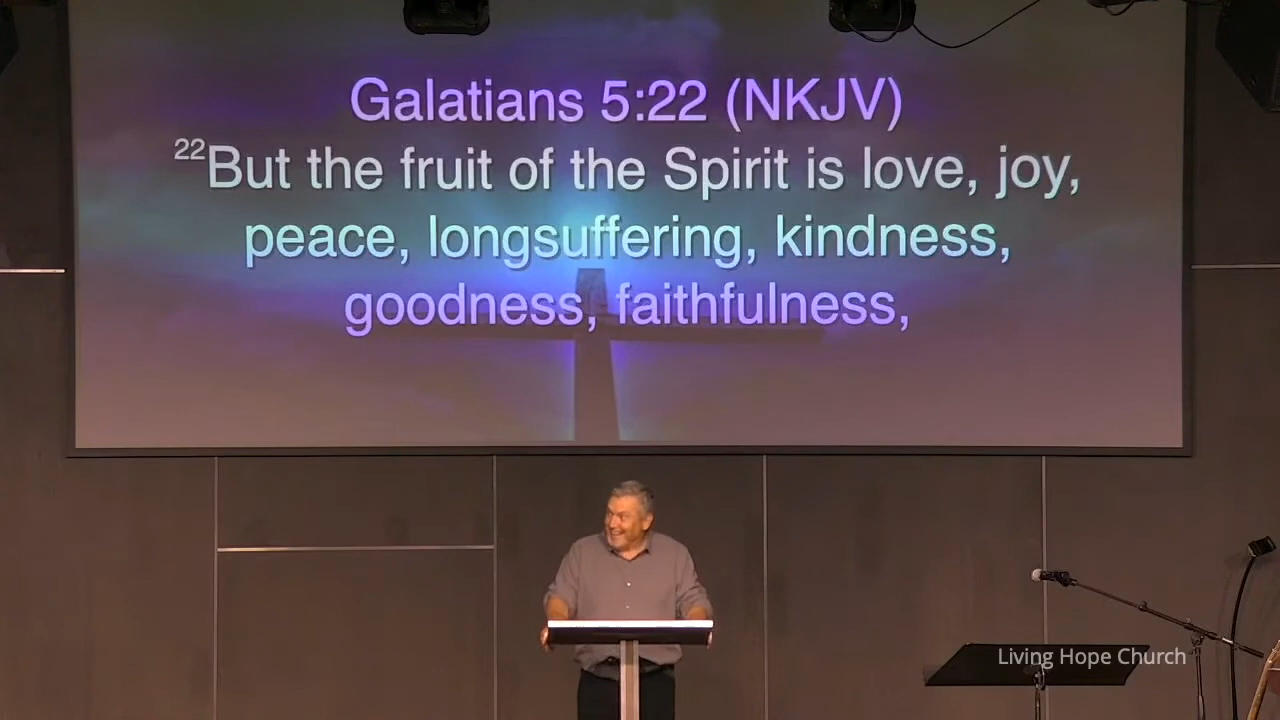 Galatians 5:22 (NKJV)
22But the fruit of the Spirit is love, joy,
peace, longsuffering, kindness,
goodness, faithfulness,
Living Hope Church